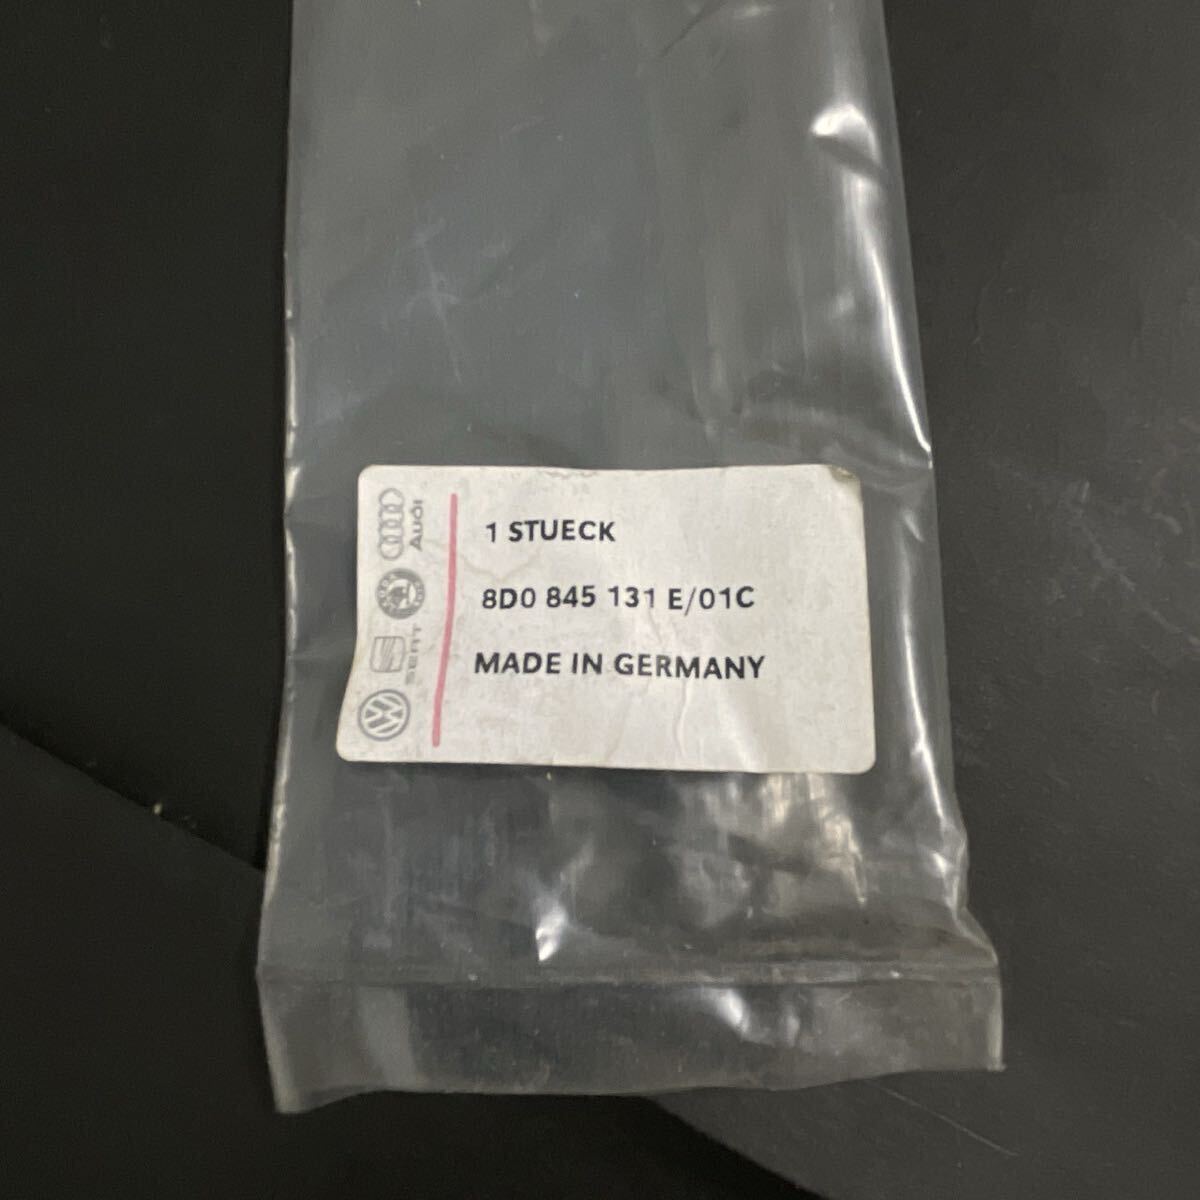 1 STUECK
8D0 845 131 E/01C
MADE IN GERMANY
Audi
SEAT